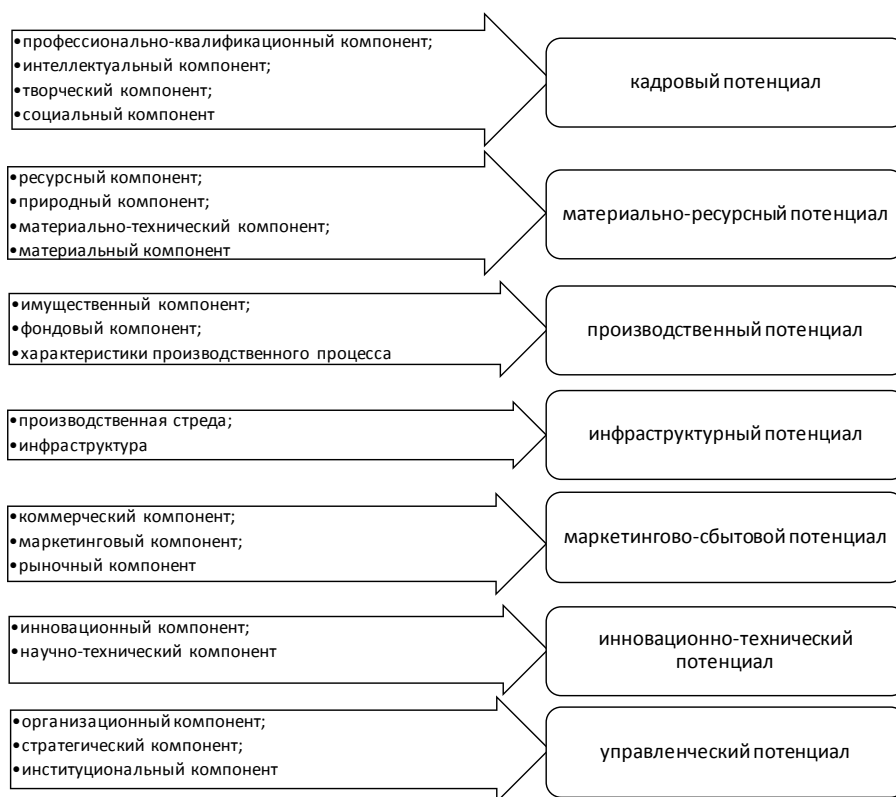 •профессионально-квалификационный компонент;
•интеллектуальный компонент;
•творческий компонент;
•социальный компонент
кадровый потенциал
•ресурсный компонент;
•природный компонент;
•материально-технический компонент;
•материальный компонент
материально-ресурсный потенциал
•имущественный компонент;
•фондовый компонент;
•характеристики производственного процесса
производственный потенциал
•производственная стреда;
•инфраструктура
инфраструктурный потенциал
•коммерческий компонент;
•маркетинговый компонент;
•рыночный компонент
маркетингово-сбытовой потенциал
•инновационный компонент;
•научно-технический компонент
инновационно-технический
потенциал
•организационный компонент;
•стратегический компонент;
•институциональный компонент
управленческий потенциал